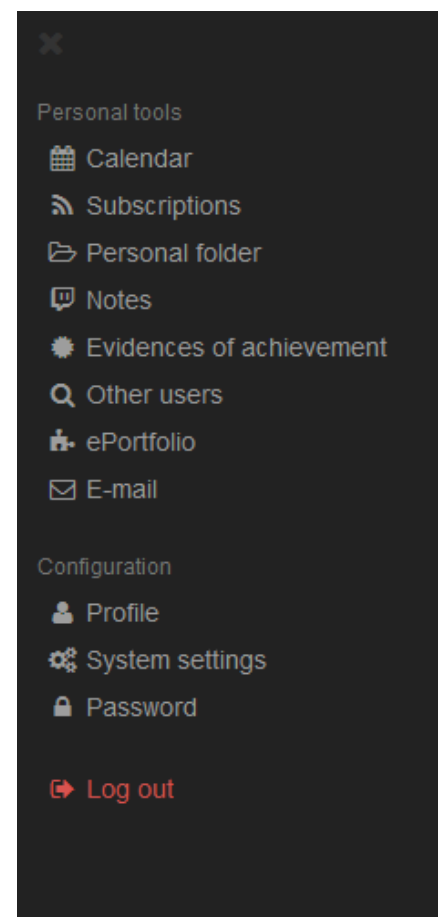 Personal tools
Calendar
Subscriptions
Personal folder
Notes
Evidences of achievement
Other users
ePortfolio
E-mail
Configuration
Profile
System settings
Password
Log out